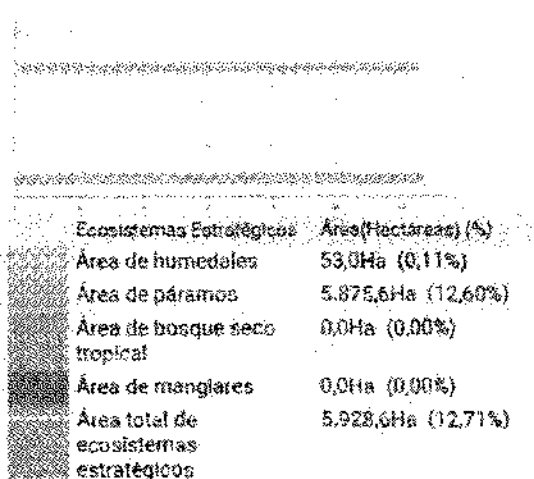 Ecosistemas Estratégicos Área(Hectáreas) (%)
Área de humedales 53,0Ha (0,11%)
Área de páramos 5.875,6Ha (12,60%)
Área de bosque seco 0,0Ha (0,00%)
tropical
Área de manglares 0,0Ha (0,00%)
Área total de 5.928,6Ha (12,71%)
ecosistemas
estratégicos